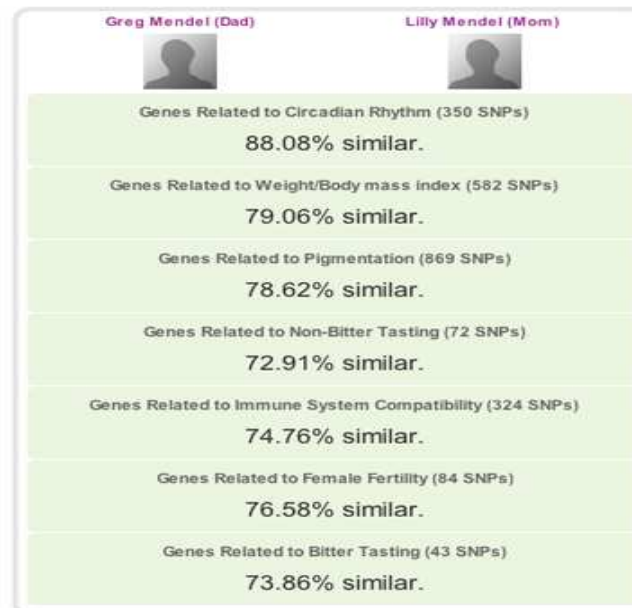 Greg Mendel (Dad) Lilly Mendel (Mom)
Genes Related to Circadian Rhythm (350 SNPs)
88.08% similar.
Genes Related to Weight/Body mass index (582 SNPs)
79.06% similar.
Genes Related to Pigmentation (869 SNPs)
78.62% similar.
Genes Related to Non-Bitter Tasting (72 SNPs)
72.91% similar.
Genes Related to Immune System Compatibility (324 SNPs)
74.76% similar.
Genes Related to Female Fertility (84 SNPs)
76.58% similar.
Genes Related to Bitter Tasting (43 SNPs)
73.86% similar.